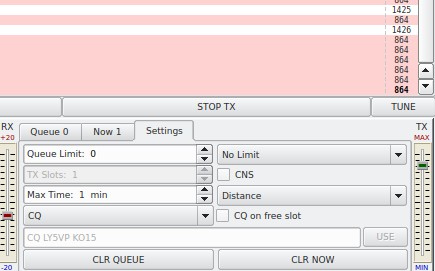 864
1425
864
1426
864
864
864
864
864
864
STOP TX TUNE
RX Queue 0 Now 1 Settings TX
+20 MAX
Queue Limit: 0 No Limit
TX Slots: 1 CNS
Max Time: 1 min Distance
CQ CQ on free slot
CQ LY5VP KO15 USE
CLR QUEUE CLR NOW
-20 MIN